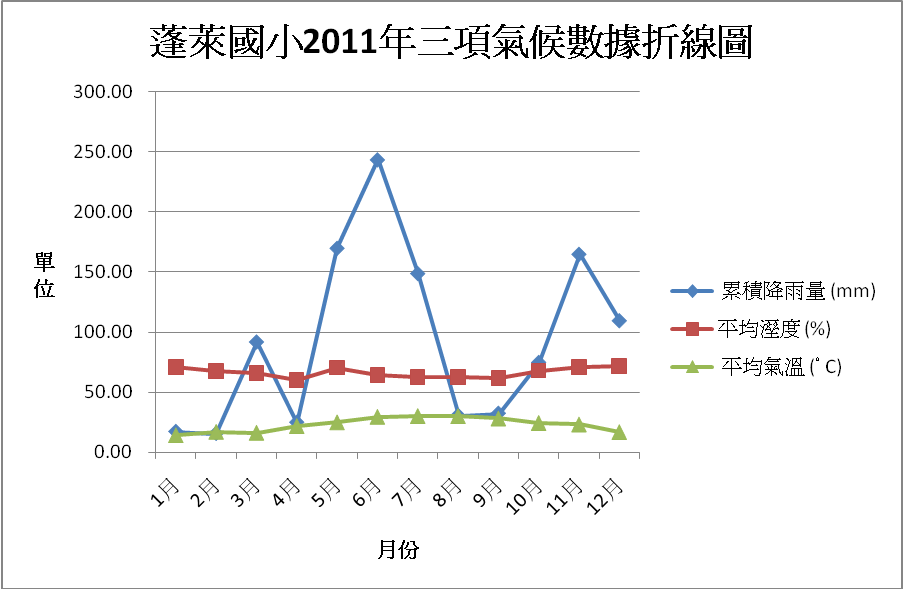 蓬萊國小2011年三項氣候數據折線圖
300.00
250.00
200.00
150.00
100.00
50.00
0.00
單位
1月 2月 3月 4月 5月 6月 7月 8月 9月 10月 11月 12月
月份
累積降雨量 (mm)
平均溼度 (%)
平均氣溫 (ﾟC)